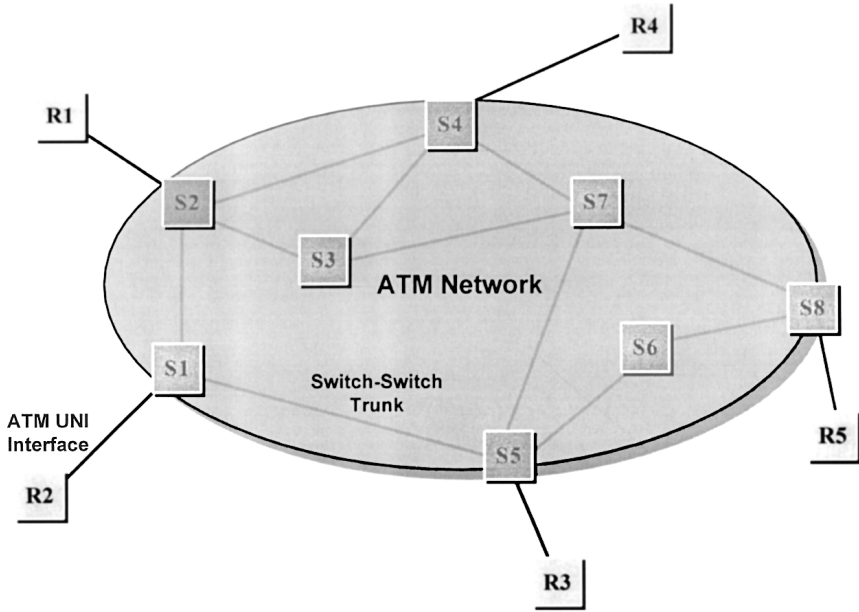 R4
R1
S4
S2
S7
S3
ATM Network
S8
S6
S1
Switch-Switch
Trunk
ATM UNI
Interface
R5
S5
R2
R3